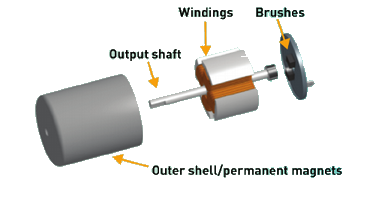 Windings
Brushes
Output shaft
Outer shell/permanent magnets